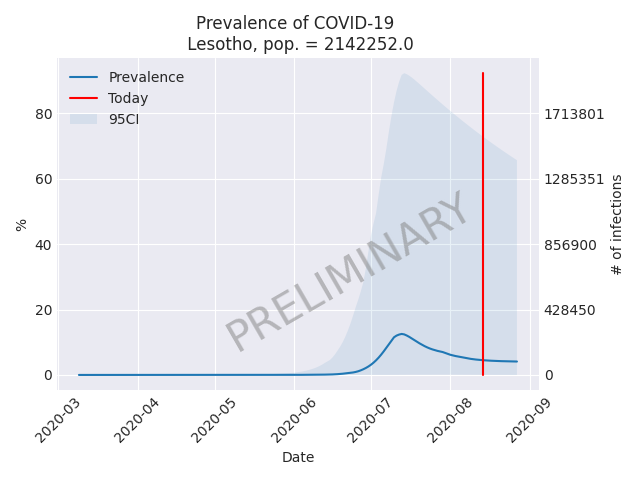 Prevalence of COVID-19
Lesotho, pop. = 2142252.0
Prevalence
Today
95CI
80
60
40
20
0
%
1713801
1285351
856900
428450
0
# of infections
PRELIMINARY
2020-03
2020-04
2020-05
2020-06
2020-07
2020-08
2020-09
Date